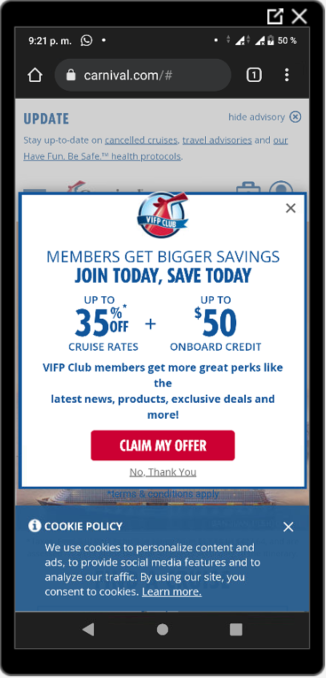 9:21 p. m.
50 %
carnival.com/#
1
UPDATE
hide advisory
Stay up-to-date on cancelled cruises, travel advisories and our
Have Fun. Be Safe.™ health protocols.
VIFP CLUB
MEMBERS GET BIGGER SAVINGS
JOIN TODAY, SAVE TODAY
UP TO
35%* OFF
CRUISE RATES
+
UP TO
$50
ONBOARD CREDIT
VIFP Club members get more great perks like
the
latest news, products, exclusive deals and
more!
CLAIM MY OFFER
No, Thank You
*terms & conditions apply
COOKIE POLICY
We use cookies to personalize content and
ads, to provide social media features and to
analyze our traffic. By using our site, you
consent to cookies. Learn more.